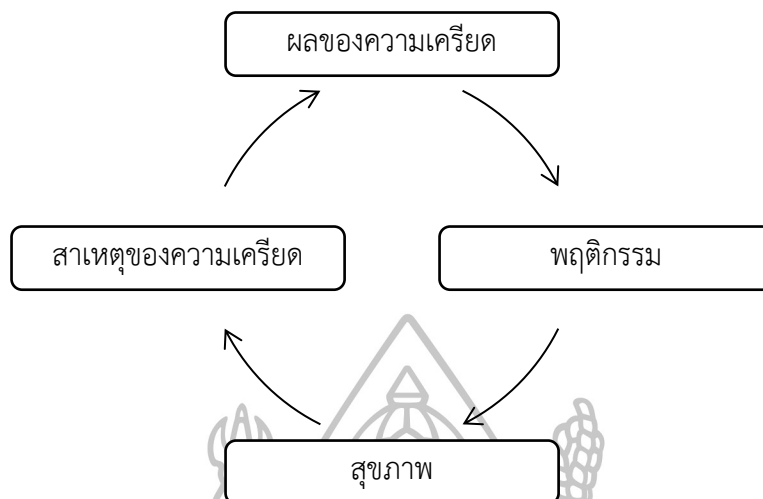 ผลของความเครียด
สาเหตุของความเครียด
พฤติกรรม
สุขภาพ